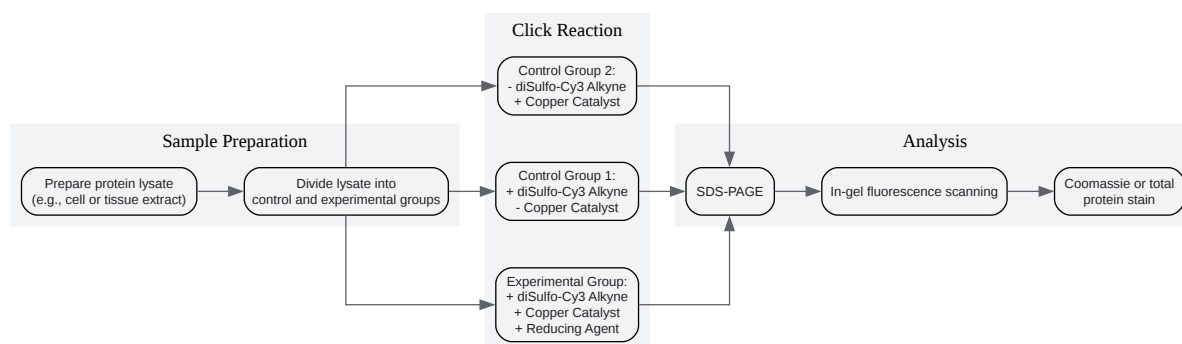 Sample Preparation
Prepare protein lysate
(e.g., cell or tissue extract)
Divide lysate into
control and experimental groups
Click Reaction
Control Group 2:
- diSulfo-Cy3 Alkyne
+ Copper Catalyst
Control Group 1:
+ diSulfo-Cy3 Alkyne
- Copper Catalyst
Experimental Group:
+ diSulfo-Cy3 Alkyne
+ Copper Catalyst
+ Reducing Agent
Analysis
SDS-PAGE
In-gel fluorescence scanning
Coomassie or total
protein stain